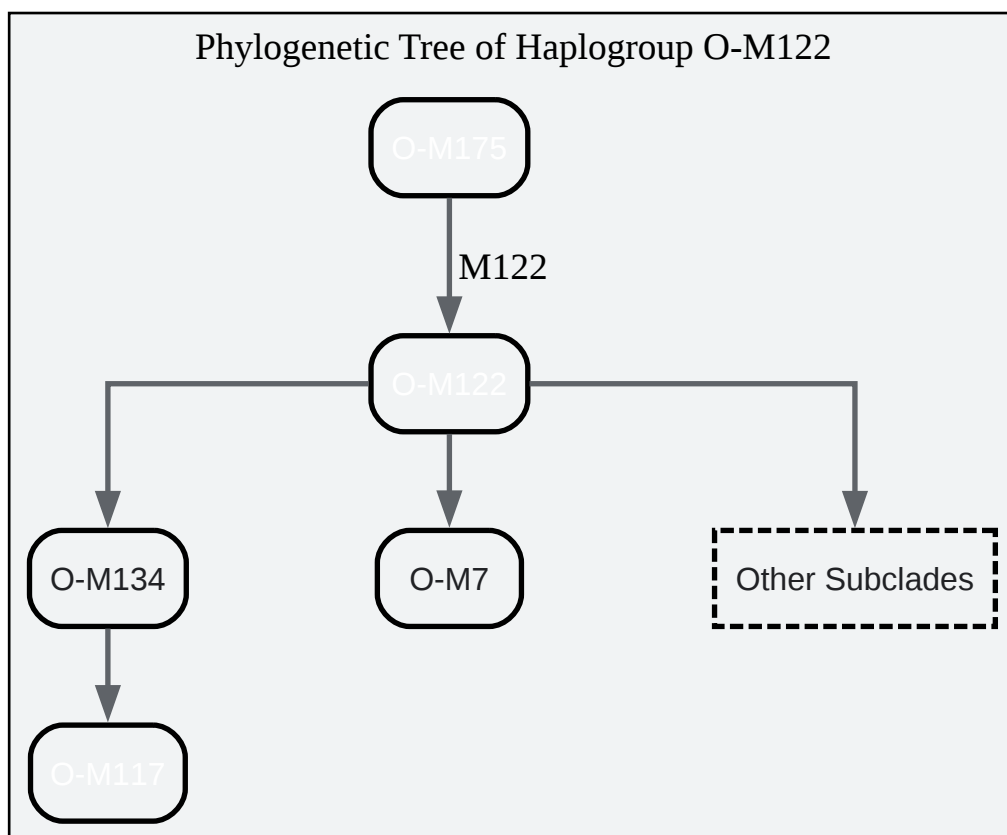 Phylogenetic Tree of Haplogroup O-M122
O-M175
M122
O-M122
O-M134
O-M7
Other Subclades
O-M117